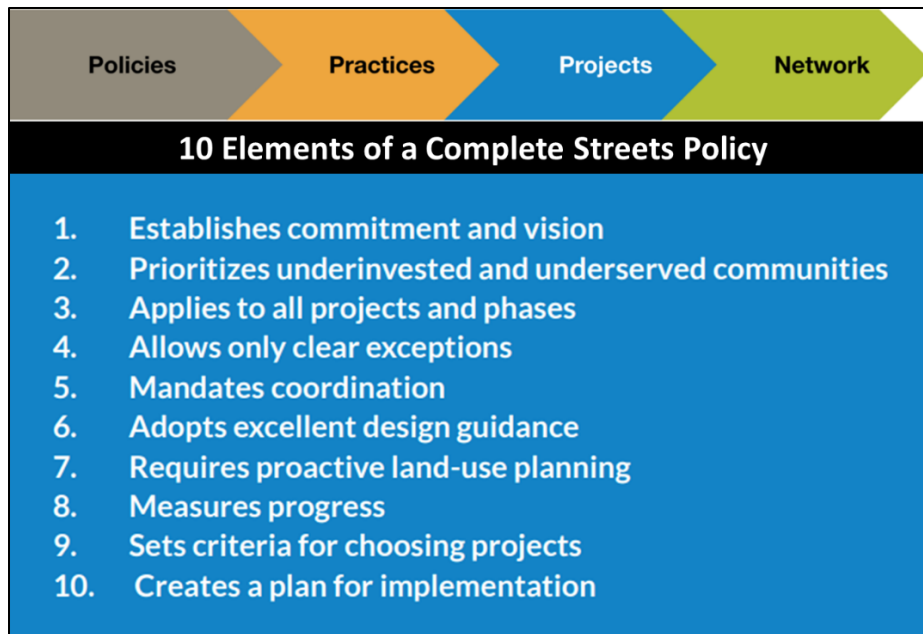 Policies Practices Projects Network
10 Elements of a Complete Streets Policy
1. Establishes commitment and vision
2. Prioritizes underinvested and underserved communities
3. Applies to all projects and phases
4. Allows only clear exceptions
5. Mandates coordination
6. Adopts excellent design guidance
7. Requires proactive land-use planning
8. Measures progress
9. Sets criteria for choosing projects
10. Creates a plan for implementation